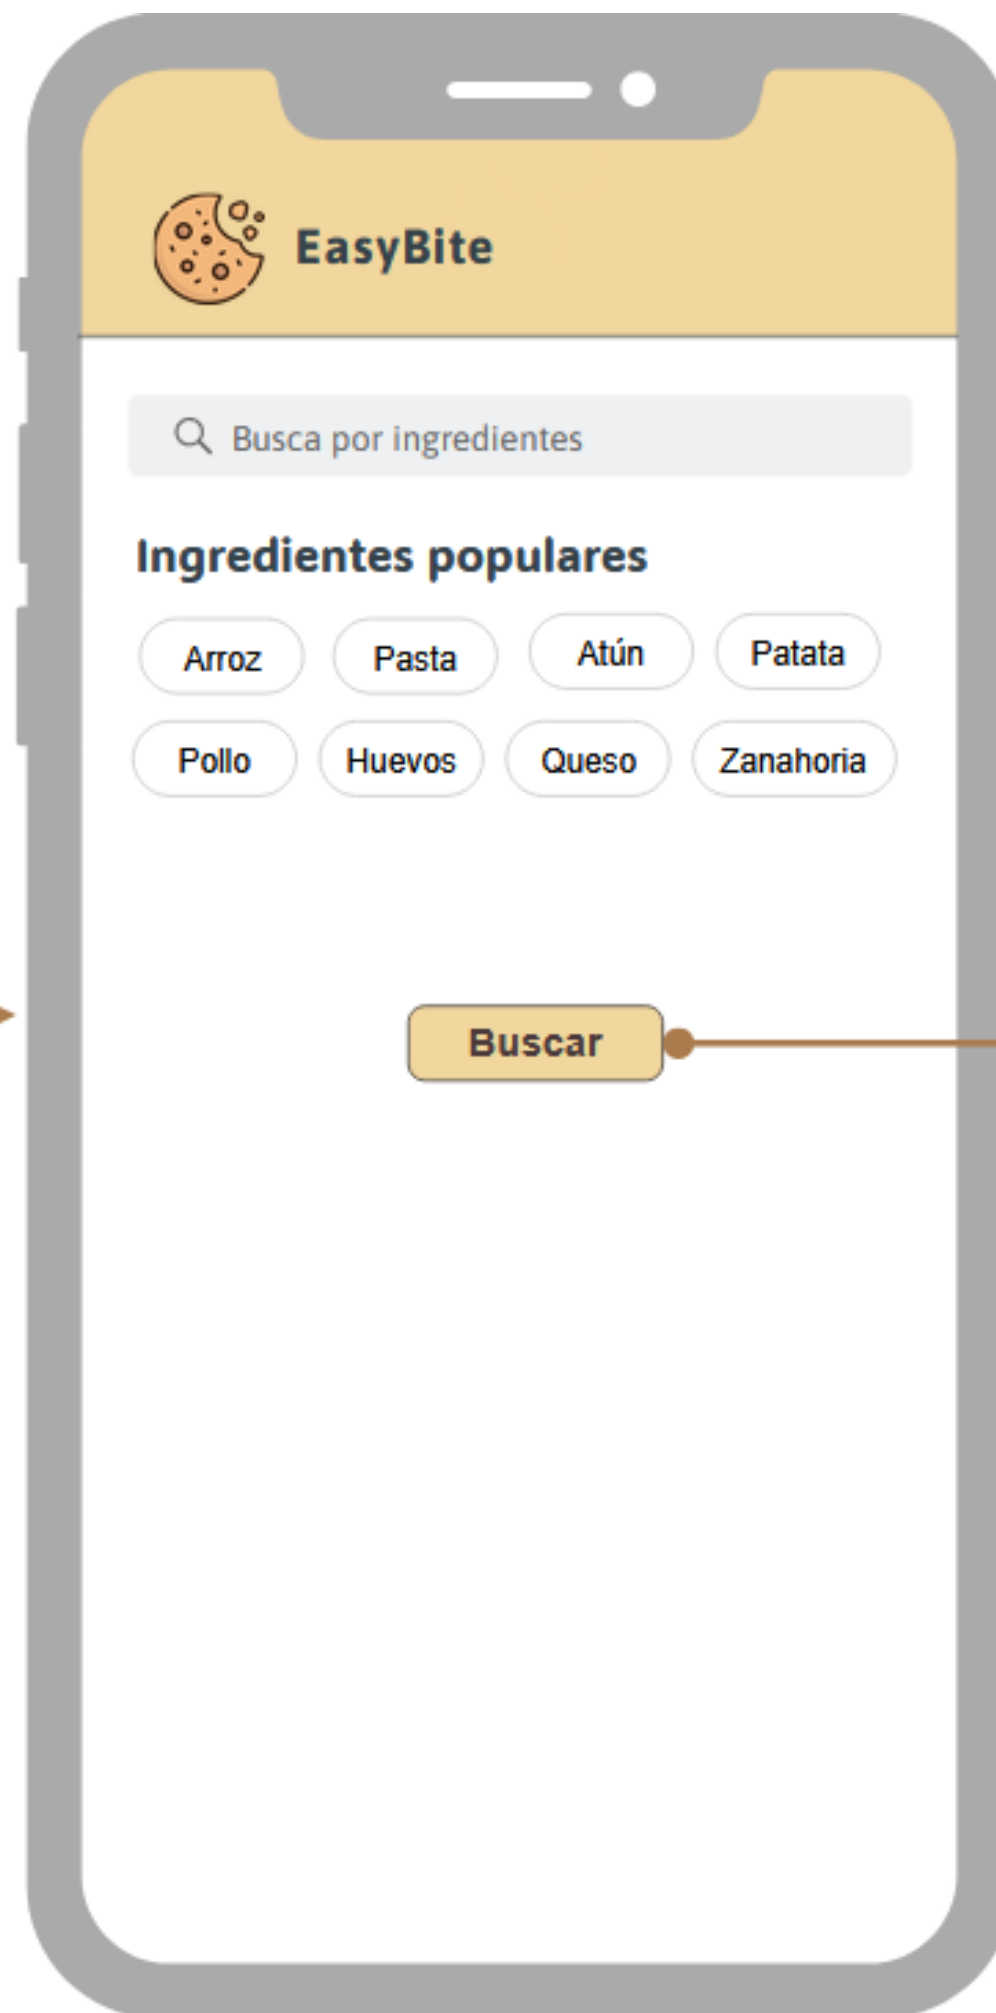 EasyBite
Busca por ingredientes
Ingredientes populares
Arroz Pasta Atún Patata
Pollo Huevos Queso Zanahoria
Buscar